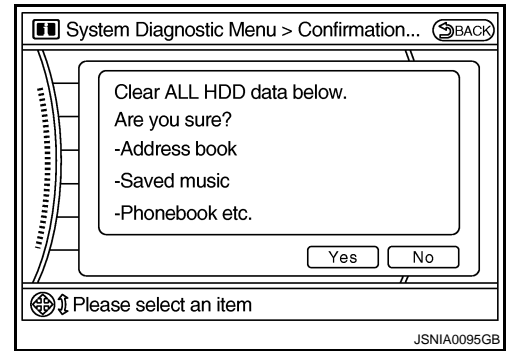 System Diagnostic Menu > Confirmation... BACK
Clear ALL HDD data below.
Are you sure?
-Address book
-Saved music
-Phonebook etc.
Yes No
Please select an item
JSNIA0095GB